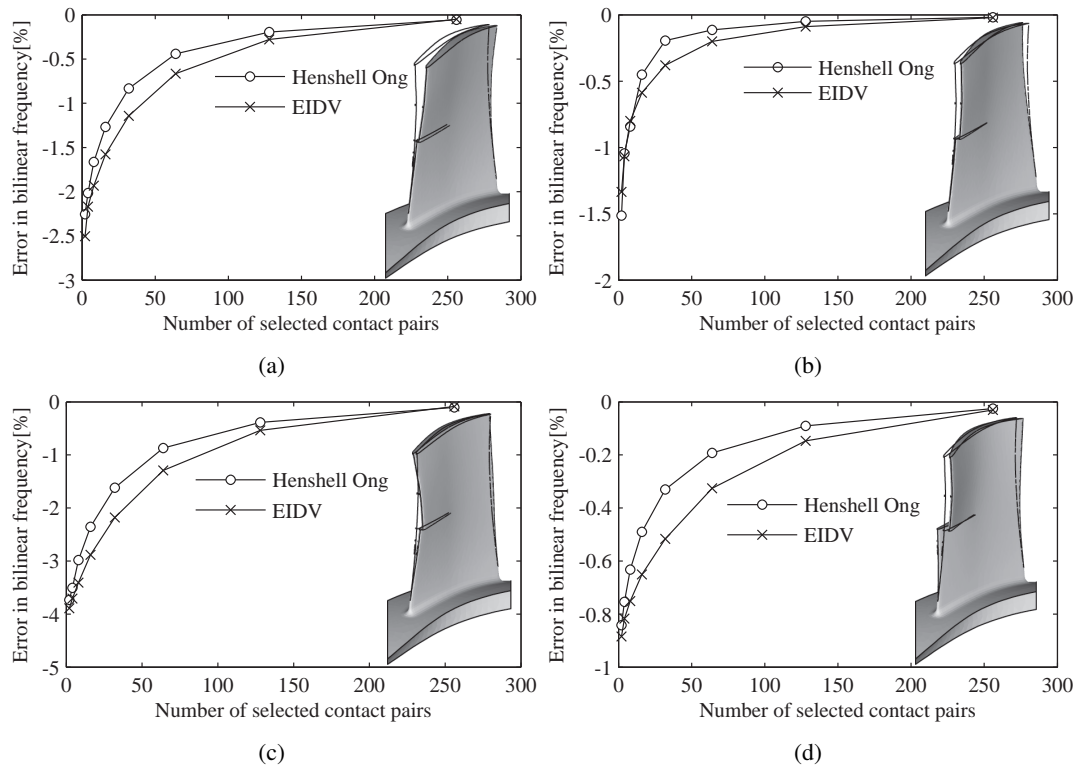 0
-0.5
-1
-1.5
-2
-2.5
-3
Error in bilinear frequency[%]
Henshell Ong
EIDV
0 50 100 150 200 250 300
Number of selected contact pairs
(a)
0
-0.5
-1
-1.5
-2
Error in bilinear frequency[%]
Henshell Ong
EIDV
0 50 100 150 200 250 300
Number of selected contact pairs
(b)
0
-1
-2
-3
-4
-5
Error in bilinear frequency[%]
Henshell Ong
EIDV
0 50 100 150 200 250 300
Number of selected contact pairs
(c)
0
-0.2
-0.4
-0.6
-0.8
-1
Error in bilinear frequency[%]
Henshell Ong
EIDV
0 50 100 150 200 250 300
Number of selected contact pairs
(d)